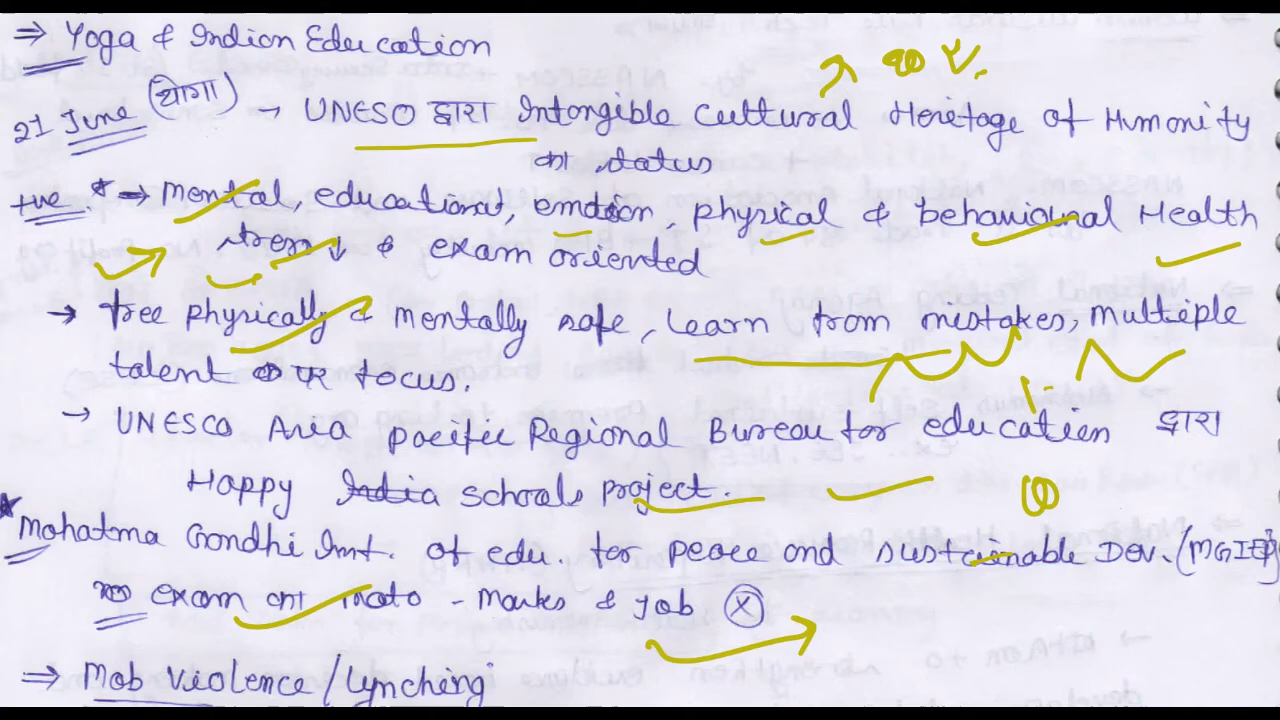 ⇒ Yoga & Indian Education
21 June (योगा) → UNESO द्वारा Intangible Cultural Heritage of Humanity
का status
+ve * → Mental, educational, emotion, physical & behavioural Health
↓ & exam oriented
→ free physically & mentally safe, learn from mistakes, multiple
talent पर focus.
→ UNESCO Asia pacific Regional Bureau for education द्वारा
Happy India schools project.
* Mahatma Gandhi Inst. of edu. for peace and sustainable Dev. (MGIEP)
exam का moto - marks & job (X)
⇒ Mob violence / lynching